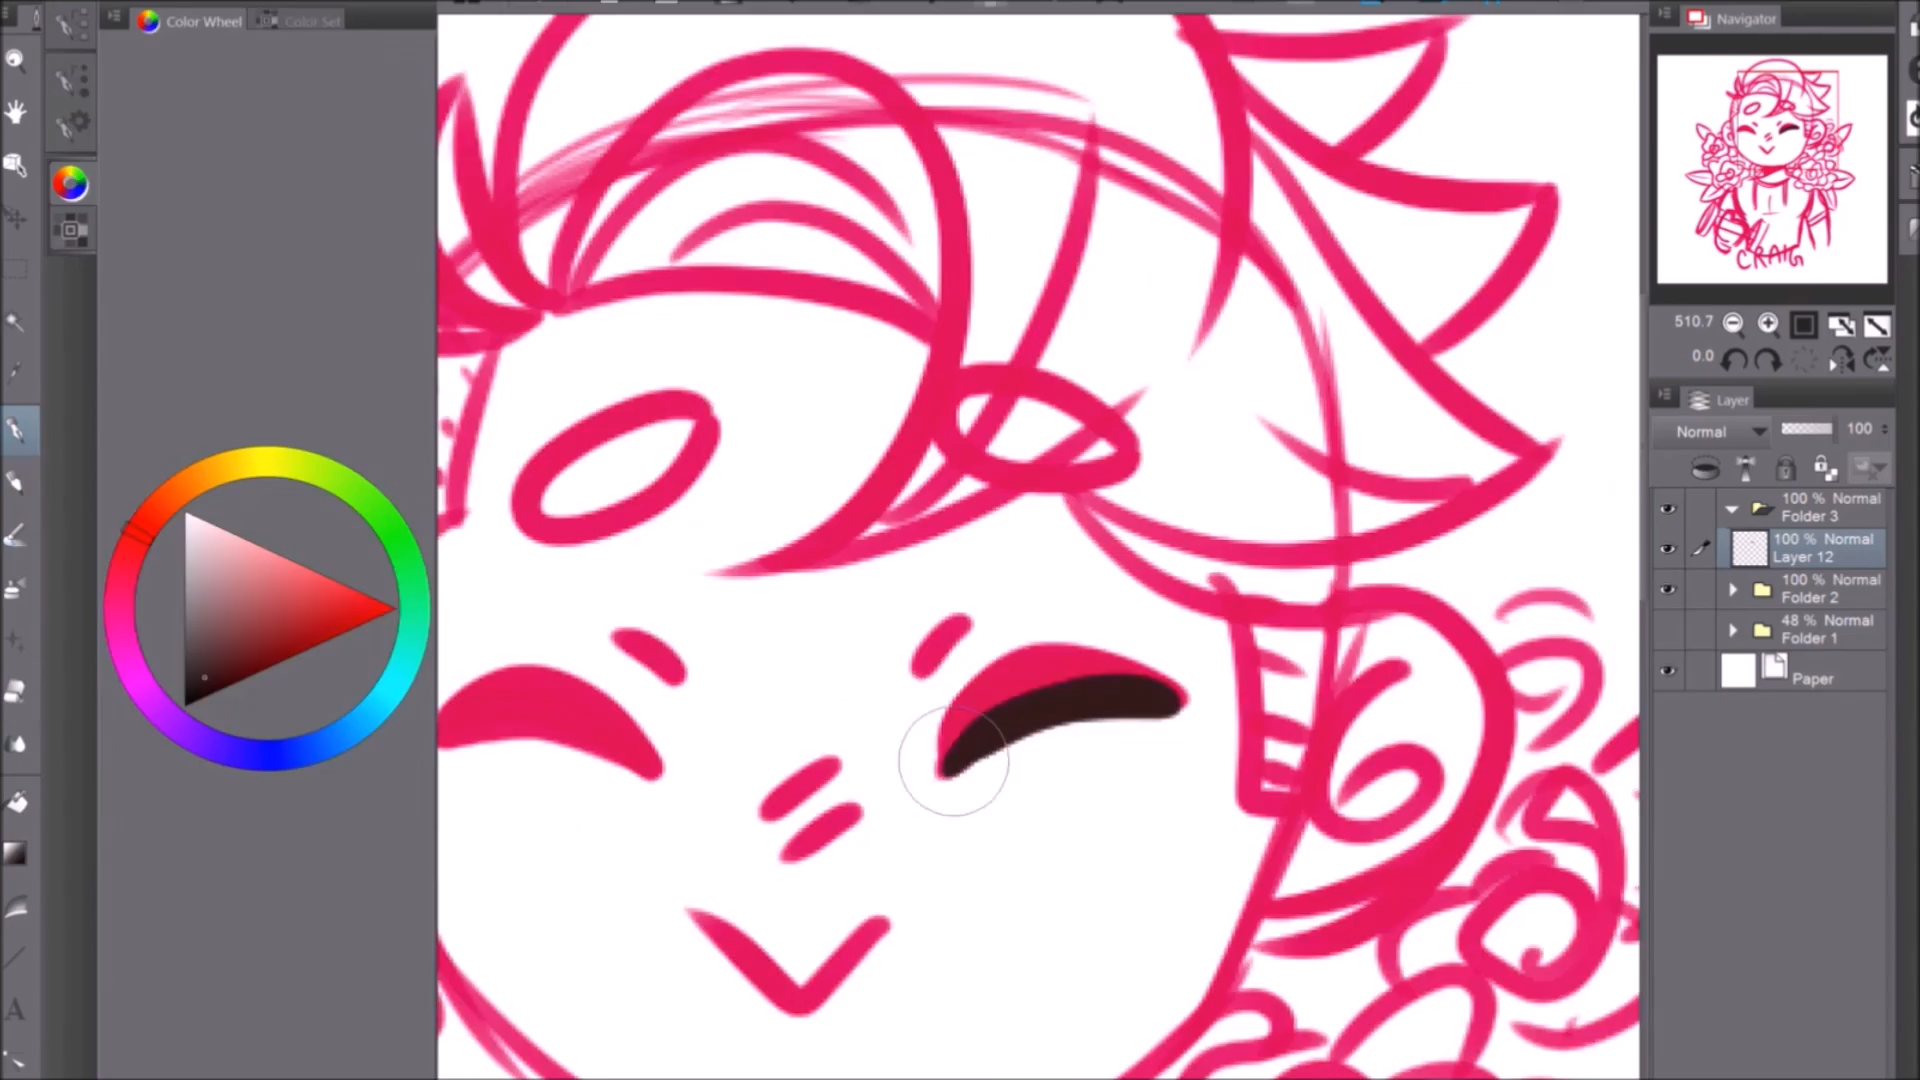 Color Wheel
Color Set
Navigator
CRAIG
510.7
0.0
Layer
Normal
100
100 % Normal
Folder 3
100 % Normal
Layer 12
100 % Normal
Folder 2
48 % Normal
Folder 1
Paper
A